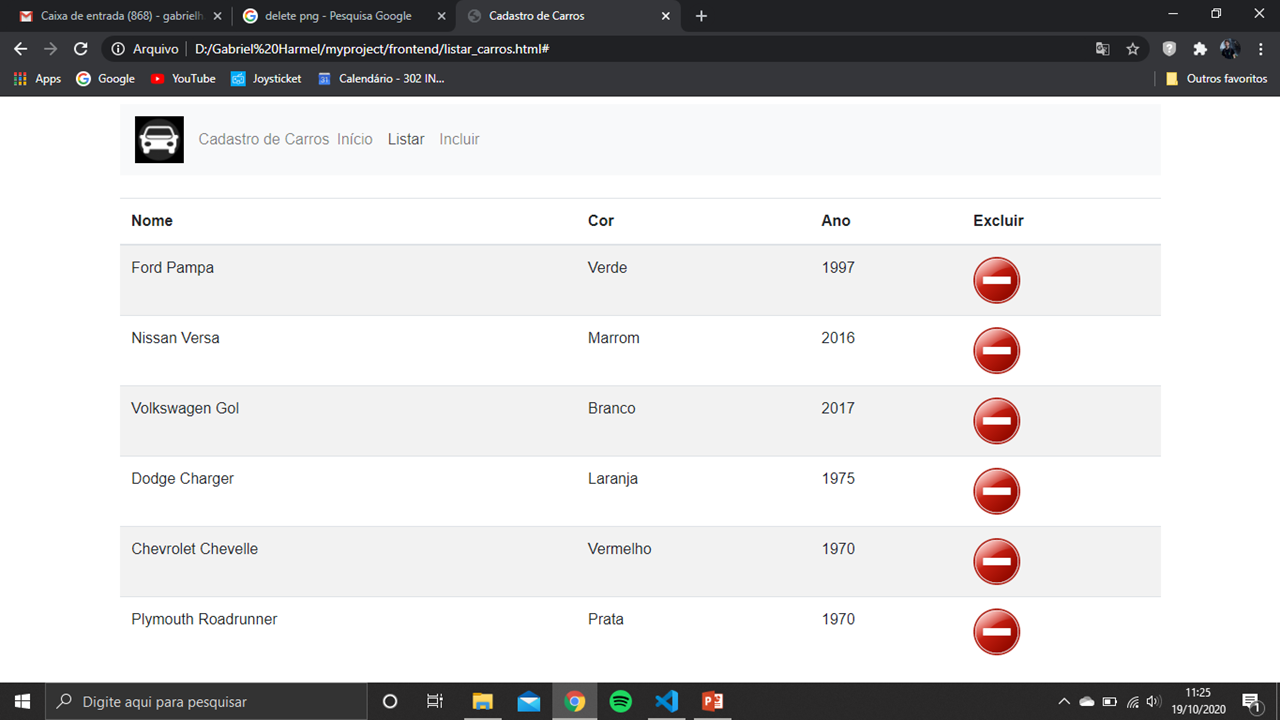 Caixa de entrada (868) - gabrielh
delete png - Pesquisa Google
Cadastro de Carros
Arquivo
D:/Gabriel%20Harmel/myproject/frontend/listar_carros.html#
Apps
Google
YouTube
Joysticket
Calendário - 302 IN...
Outros favoritos
Cadastro de Carros Início Listar Incluir
Nome Cor Ano Excluir
Ford Pampa Verde 1997
Nissan Versa Marrom 2016
Volkswagen Gol Branco 2017
Dodge Charger Laranja 1975
Chevrolet Chevelle Vermelho 1970
Plymouth Roadrunner Prata 1970
Digite aqui para pesquisar
11:25
19/10/2020
1